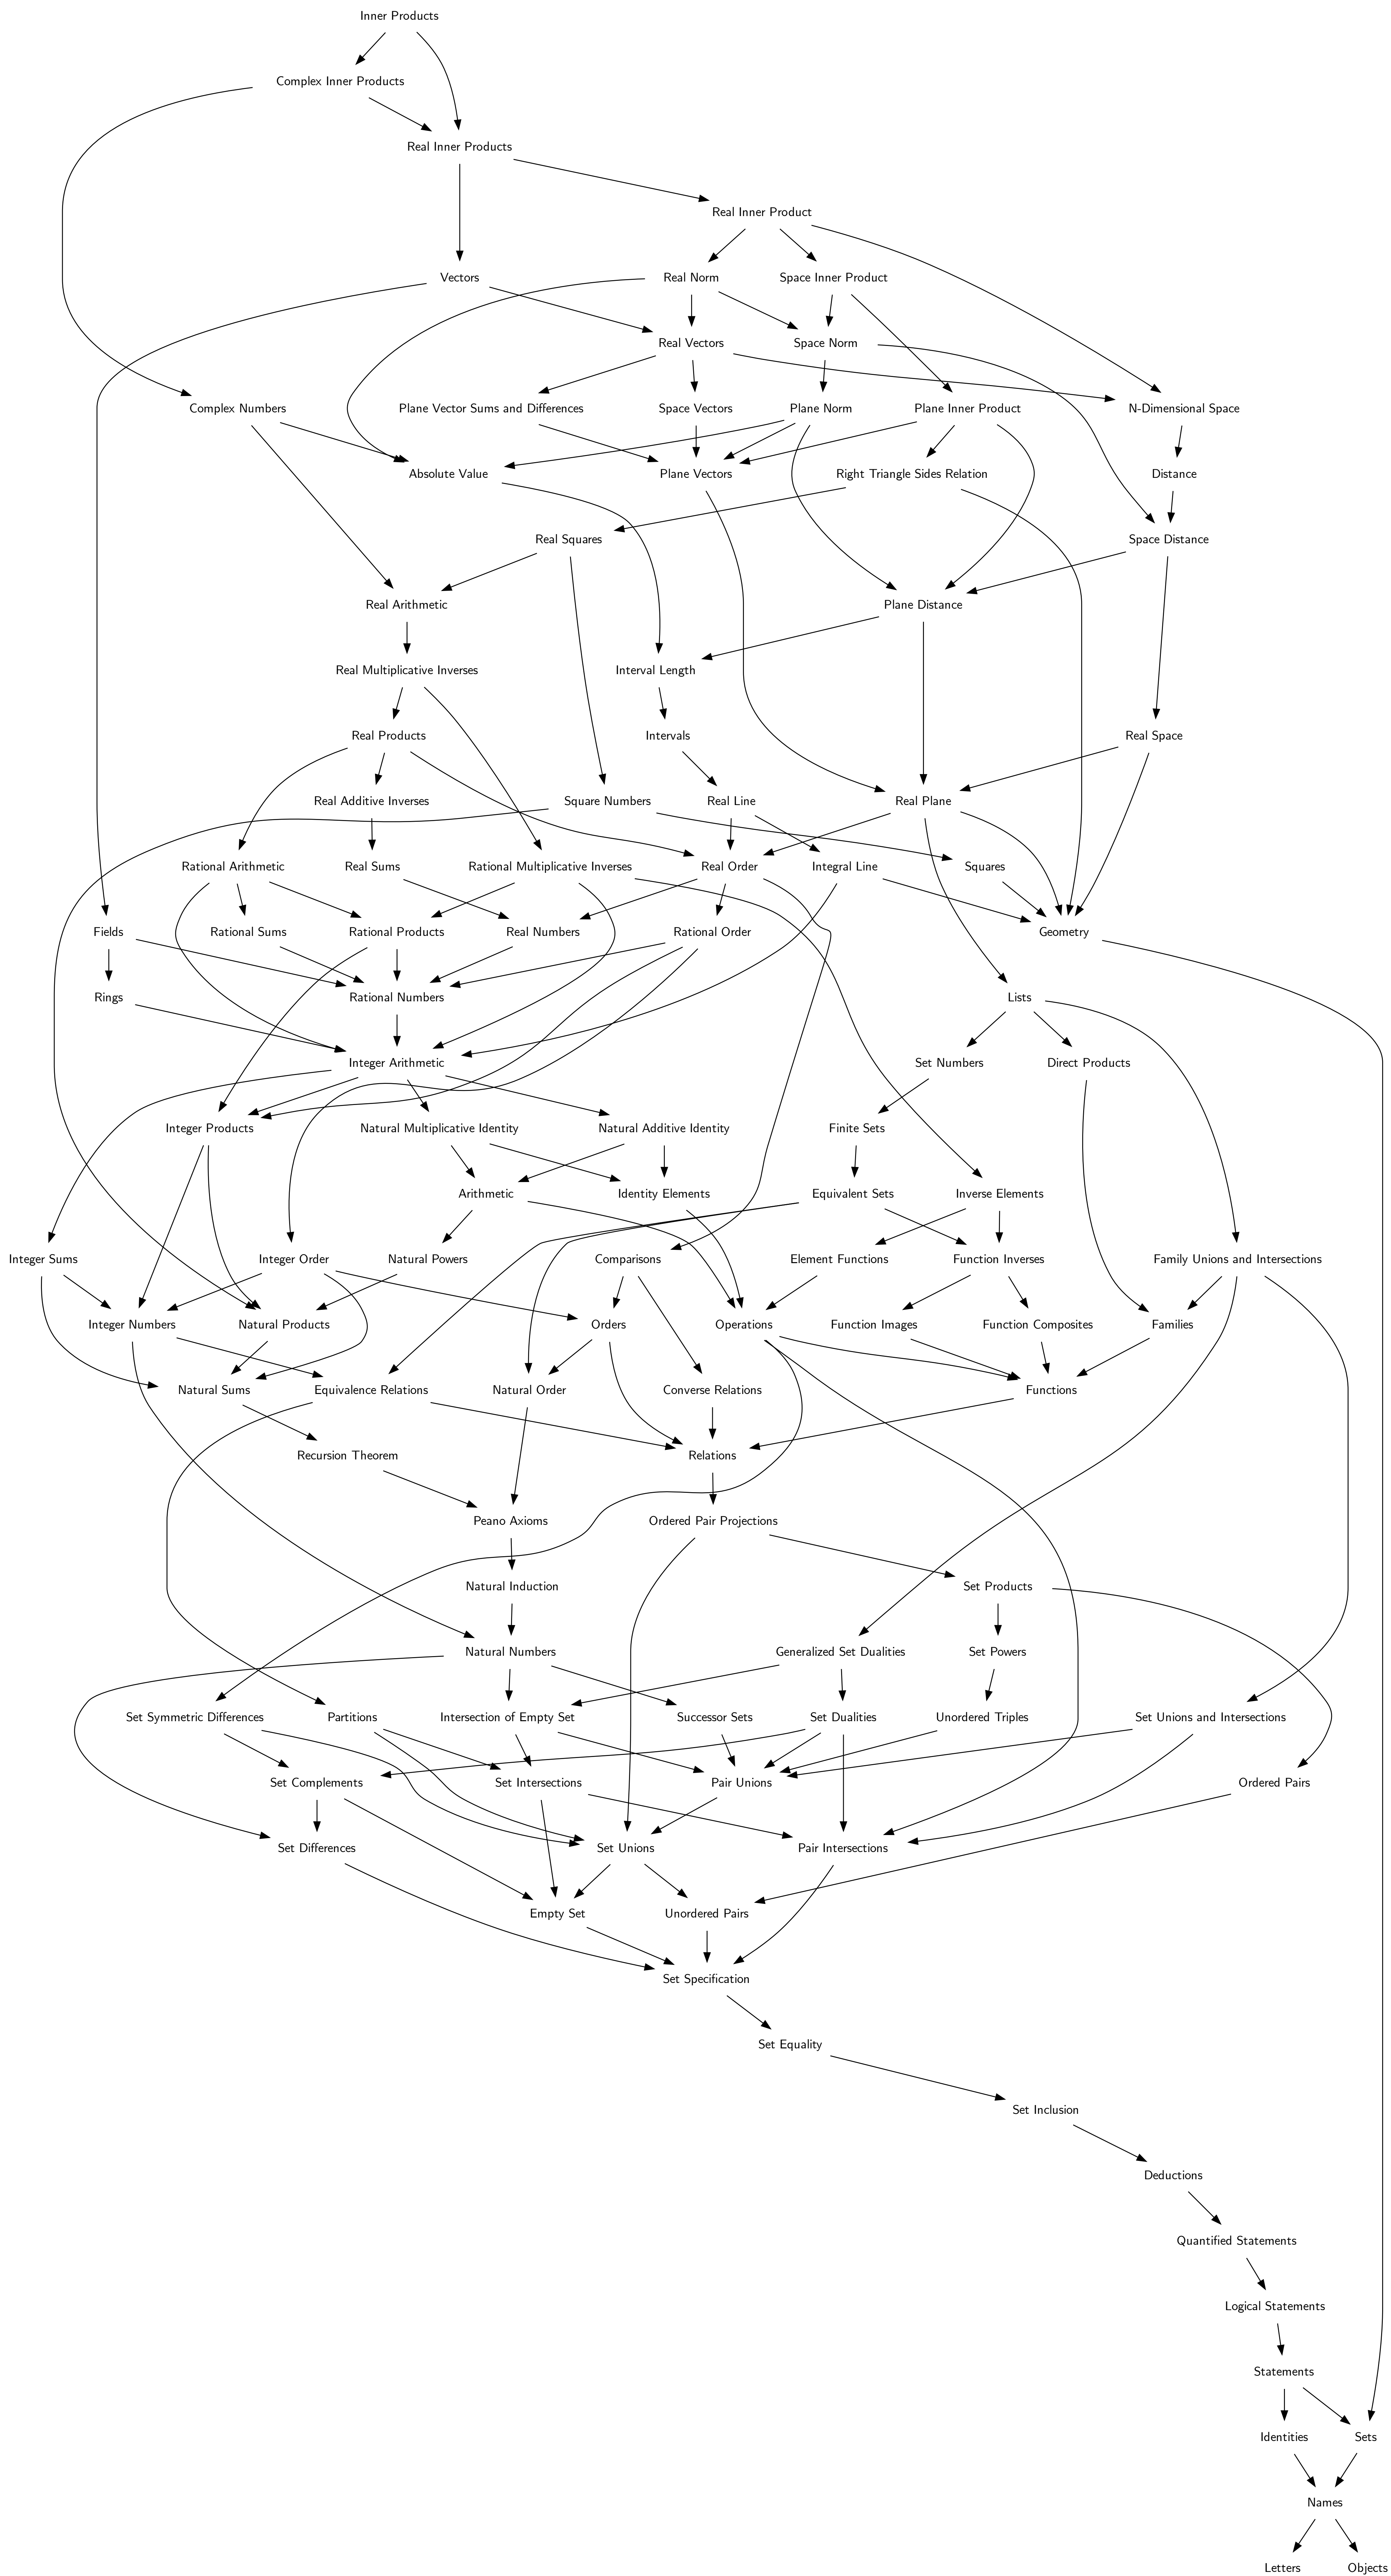 Inner Products
Complex Inner Products
Real Inner Products
Real Inner Product
Vectors
Real Norm
Space Inner Product
Real Vectors
Space Norm
Complex Numbers
Plane Vector Sums and Differences
Space Vectors
Plane Norm
Plane Inner Product
N-Dimensional Space
Absolute Value
Plane Vectors
Right Triangle Sides Relation
Distance
Real Squares
Space Distance
Real Arithmetic
Plane Distance
Real Multiplicative Inverses
Interval Length
Real Products
Intervals
Real Space
Real Additive Inverses
Square Numbers
Real Line
Real Plane
Rational Arithmetic
Real Sums
Rational Multiplicative Inverses
Real Order
Integral Line
Squares
Fields
Rational Sums
Rational Products
Real Numbers
Rational Order
Geometry
Rings
Rational Numbers
Lists
Integer Arithmetic
Set Numbers
Direct Products
Integer Products
Natural Multiplicative Identity
Natural Additive Identity
Finite Sets
Arithmetic
Identity Elements
Equivalent Sets
Inverse Elements
Integer Sums
Integer Order
Natural Powers
Comparisons
Element Functions
Function Inverses
Family Unions and Intersections
Integer Numbers
Natural Products
Orders
Operations
Function Images
Function Composites
Families
Natural Sums
Equivalence Relations
Natural Order
Converse Relations
Functions
Recursion Theorem
Relations
Peano Axioms
Ordered Pair Projections
Natural Induction
Set Products
Natural Numbers
Generalized Set Dualities
Set Powers
Set Symmetric Differences
Partitions
Intersection of Empty Set
Successor Sets
Set Dualities
Unordered Triples
Set Unions and Intersections
Set Complements
Set Intersections
Pair Unions
Ordered Pairs
Set Differences
Set Unions
Pair Intersections
Empty Set
Unordered Pairs
Set Specification
Set Equality
Set Inclusion
Deductions
Quantified Statements
Logical Statements
Statements
Identities
Sets
Names
Letters
Objects